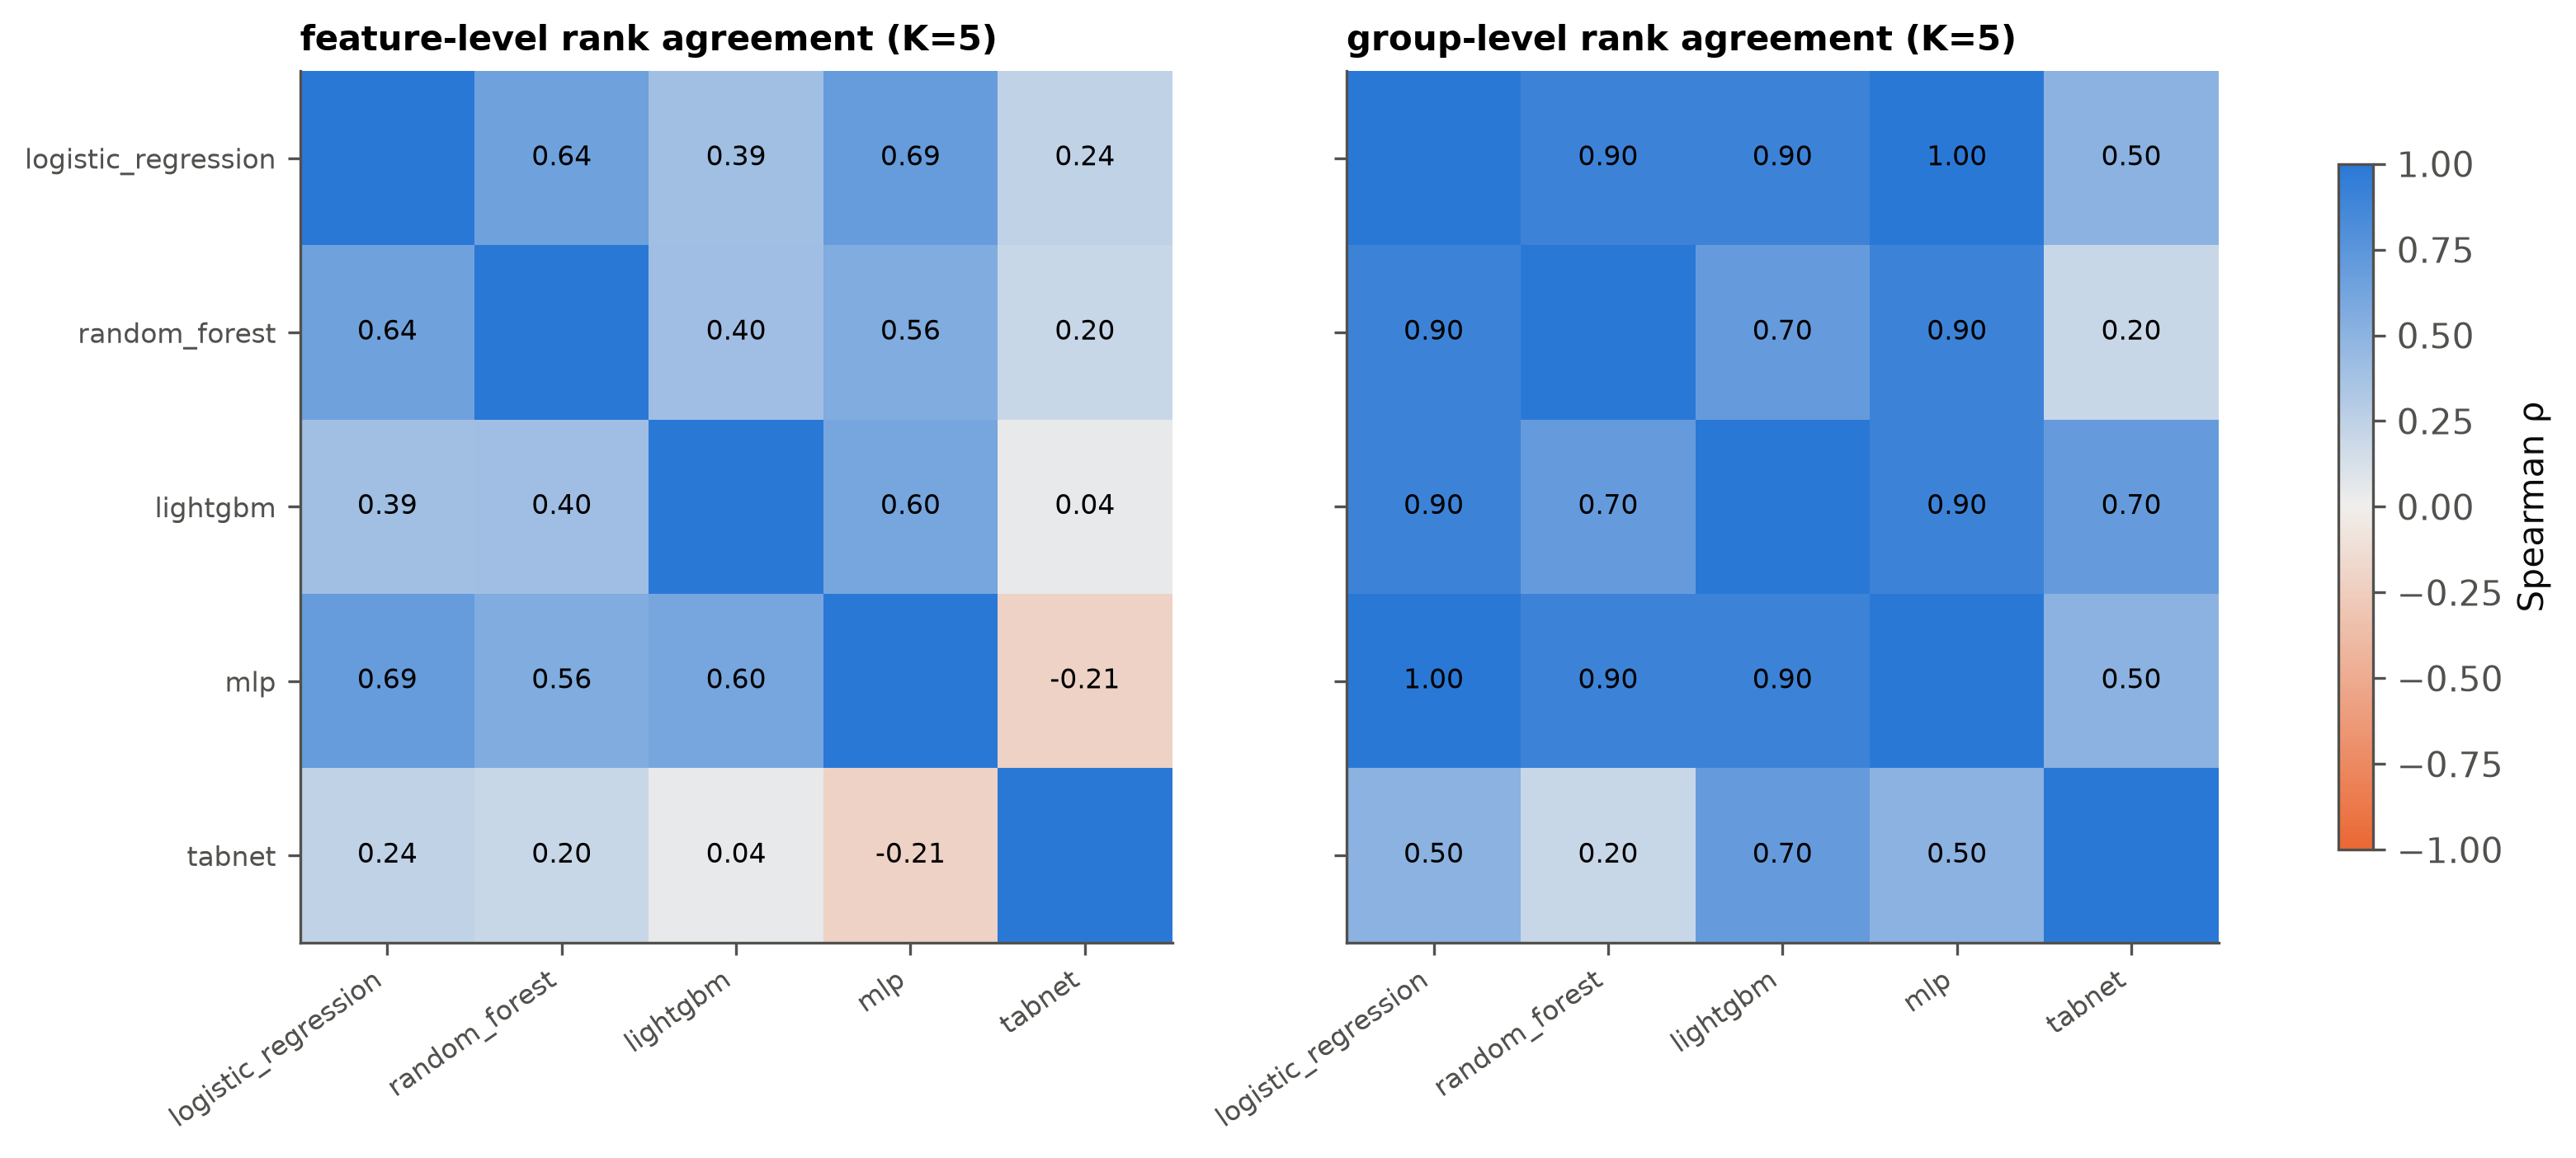 feature-level rank agreement (K=5)
logistic_regression 0.64 0.39 0.69 0.24
random_forest 0.64 0.40 0.56 0.20
lightgbm 0.39 0.40 0.60 0.04
mlp 0.69 0.56 0.60 -0.21
tabnet 0.24 0.20 0.04 -0.21
logistic_regression random_forest lightgbm mlp tabnet
group-level rank agreement (K=5)
0.90 0.90 1.00 0.50
0.90 0.70 0.90 0.20
0.90 0.70 0.90 0.70
1.00 0.90 0.90 0.50
0.50 0.20 0.70 0.50
logistic_regression random_forest lightgbm mlp tabnet
1.00
0.75
0.50
0.25
0.00
−0.25
−0.50
−0.75
−1.00
Spearman ρ